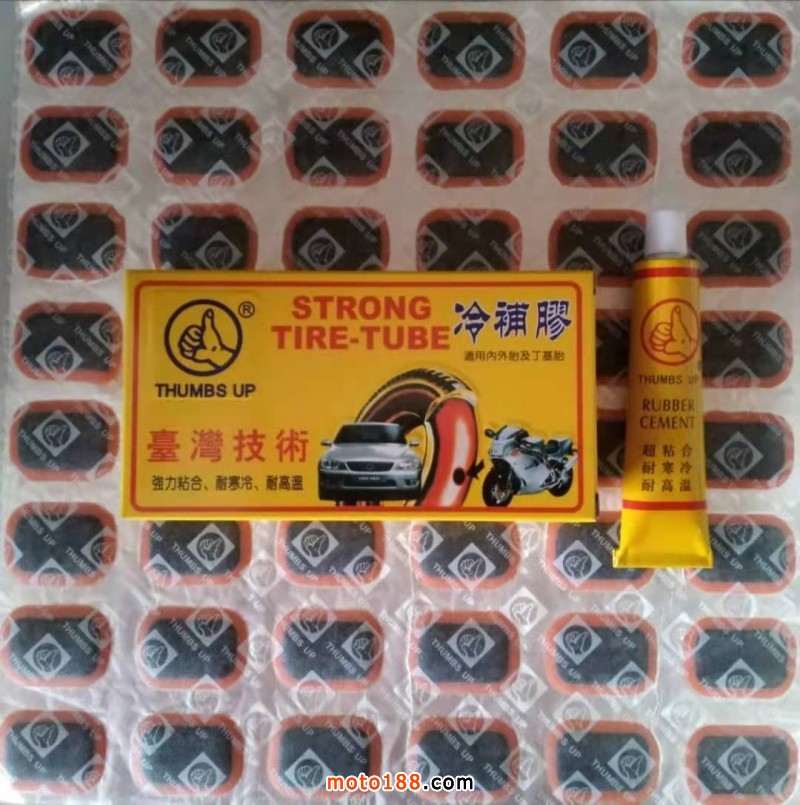 STRONG
TIRE-TUBE
冷補膠
適用內外胎及丁基胎
®
THUMBS UP
臺灣技術
強力粘合、耐寒冷、耐高溫
THUMBS UP
RUBBER
CEMENT
超粘合
耐寒冷
耐高溫
THUMBS UP
moto188.com